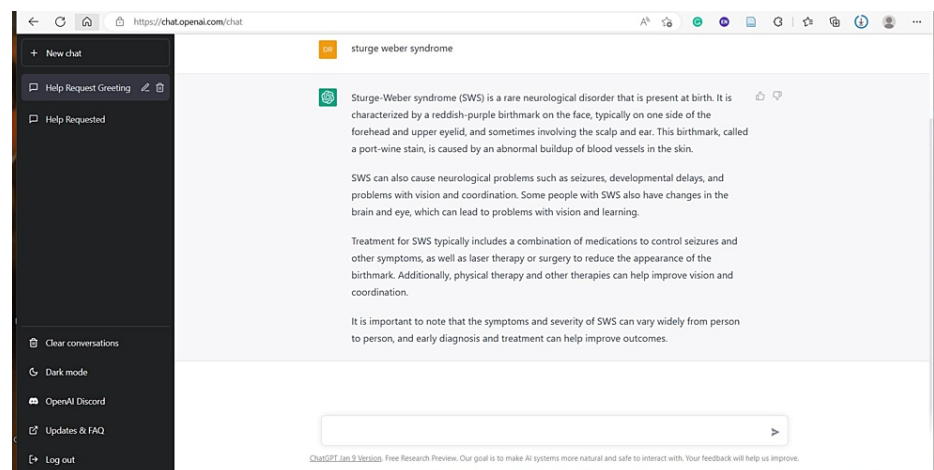 https://chat.openai.com/chat
+ New chat
Help Request Greeting
Help Requested
Clear conversations
Dark mode
OpenAI Discord
Updates & FAQ
Log out
DR
sturge weber syndrome
Sturge-Weber syndrome (SWS) is a rare neurological disorder that is present at birth. It is
characterized by a reddish-purple birthmark on the face, typically on one side of the
forehead and upper eyelid, and sometimes involving the scalp and ear. This birthmark, called
a port-wine stain, is caused by an abnormal buildup of blood vessels in the skin.
SWS can also cause neurological problems such as seizures, developmental delays, and
problems with vision and coordination. Some people with SWS also have changes in the
brain and eye, which can lead to problems with vision and learning.
Treatment for SWS typically includes a combination of medications to control seizures and
other symptoms, as well as laser therapy or surgery to reduce the appearance of the
birthmark. Additionally, physical therapy and other therapies can help improve vision and
coordination.
It is important to note that the symptoms and severity of SWS can vary widely from person
to person, and early diagnosis and treatment can help improve outcomes.
ChatGPT Jan 9 Version. Free Research Preview. Our goal is to make AI systems more natural and safe to interact with. Your feedback will help us improve.